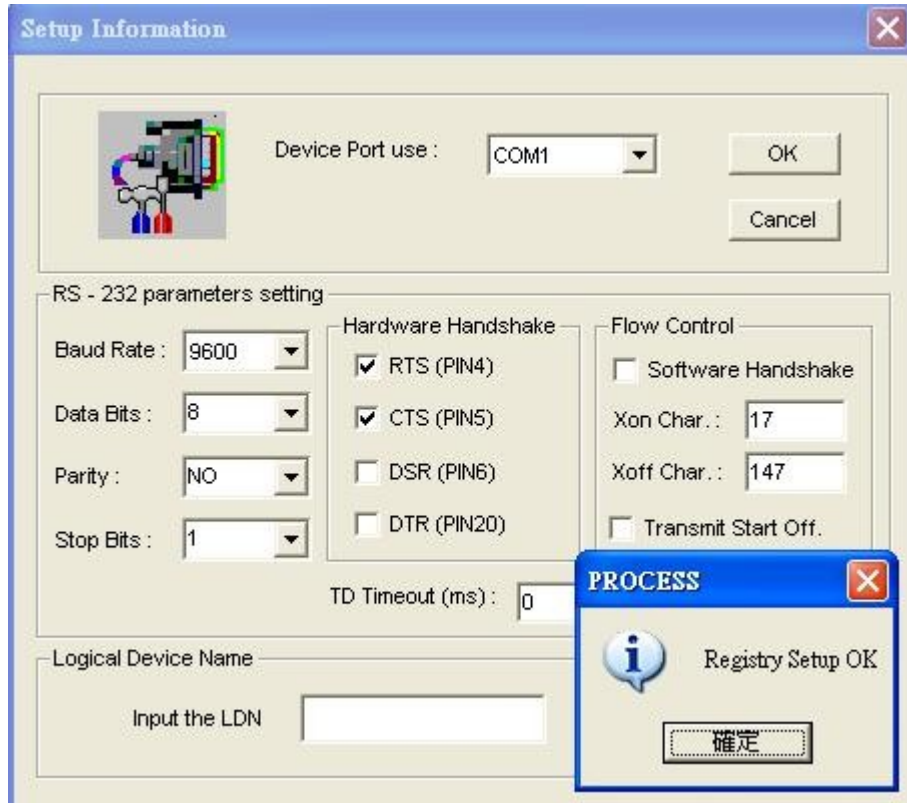 Setup Information
Device Port use :
COM1
OK
Cancel
RS - 232 parameters setting
Baud Rate :
9600
Data Bits :
8
Parity :
NO
Stop Bits :
1
Hardware Handshake
RTS (PIN4)
CTS (PIN5)
DSR (PIN6)
DTR (PIN20)
Flow Control
Software Handshake
Xon Char. :
17
Xoff Char. :
147
Transmit Start Off.
TD Timeout (ms) :
0
Logical Device Name
Input the LDN
PROCESS
Registry Setup OK
確定